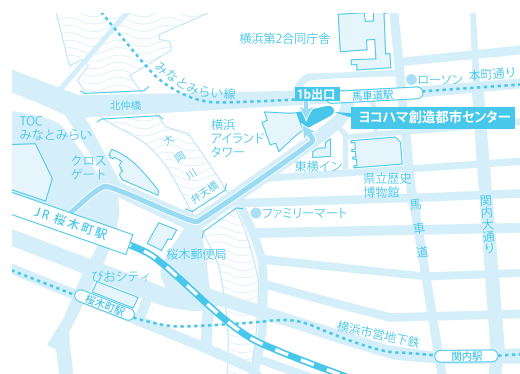 横浜第2合同庁舎
みなとみらい線
ローソン
本町通り
1b出口
馬車道駅
北仲橋
ヨコハマ創造都市センター
TOC
みなとみらい
横浜
アイランド
タワー
大岡川
クロス
ゲート
東横イン
県立歴史
博物館
弁天橋
馬車道
関内大通り
ファミリーマート
JR 桜木町駅
桜木郵便局
ぴおシティ
桜木町駅
横浜市営地下鉄
関内駅